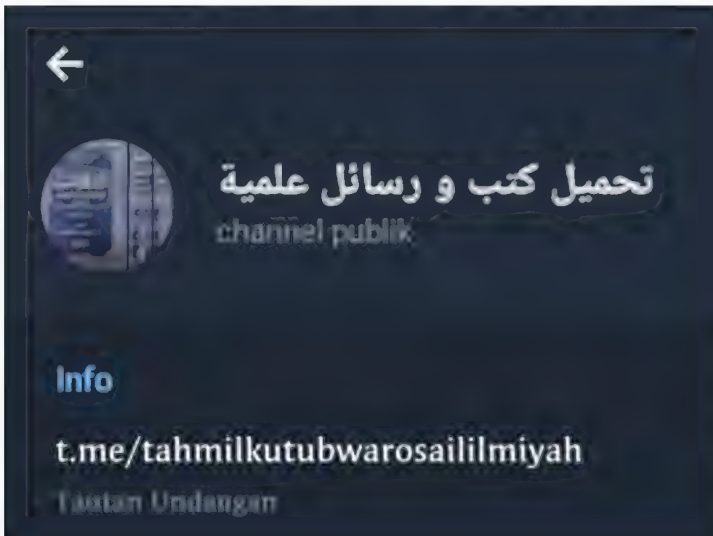 تحميل كتب و رسائل علمية
channel publik
Info
t.me/tahmilkutubwarosaililmiyah
Tautan Undangan